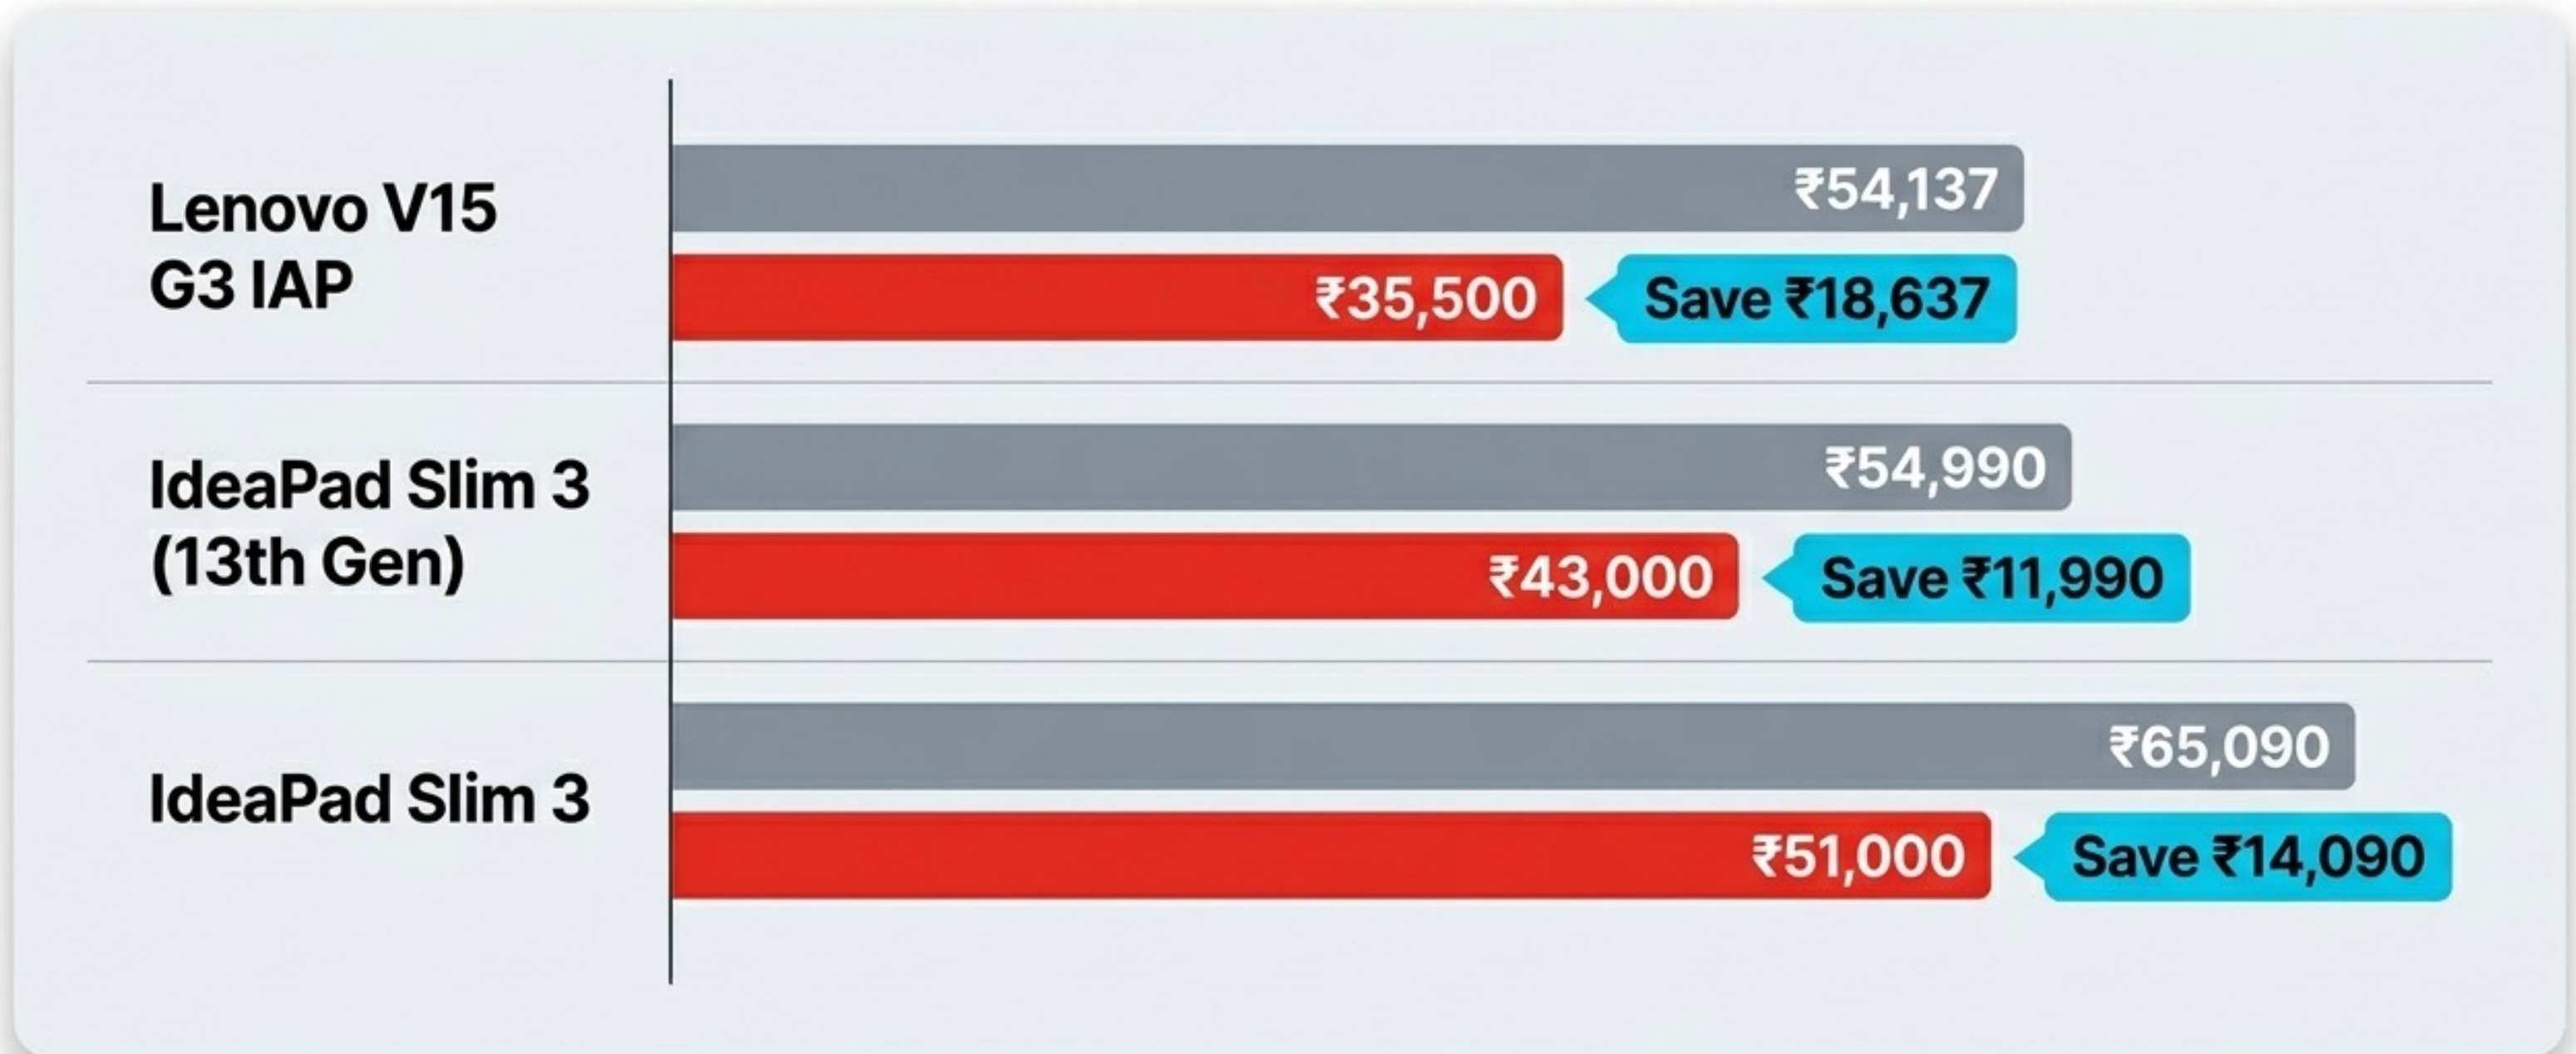 Lenovo V15
G3 IAP
₹54,137
₹35,500
Save ₹18,637
IdeaPad Slim 3
(13th Gen)
₹54,990
₹43,000
Save ₹11,990
IdeaPad Slim 3
₹65,090
₹51,000
Save ₹14,090